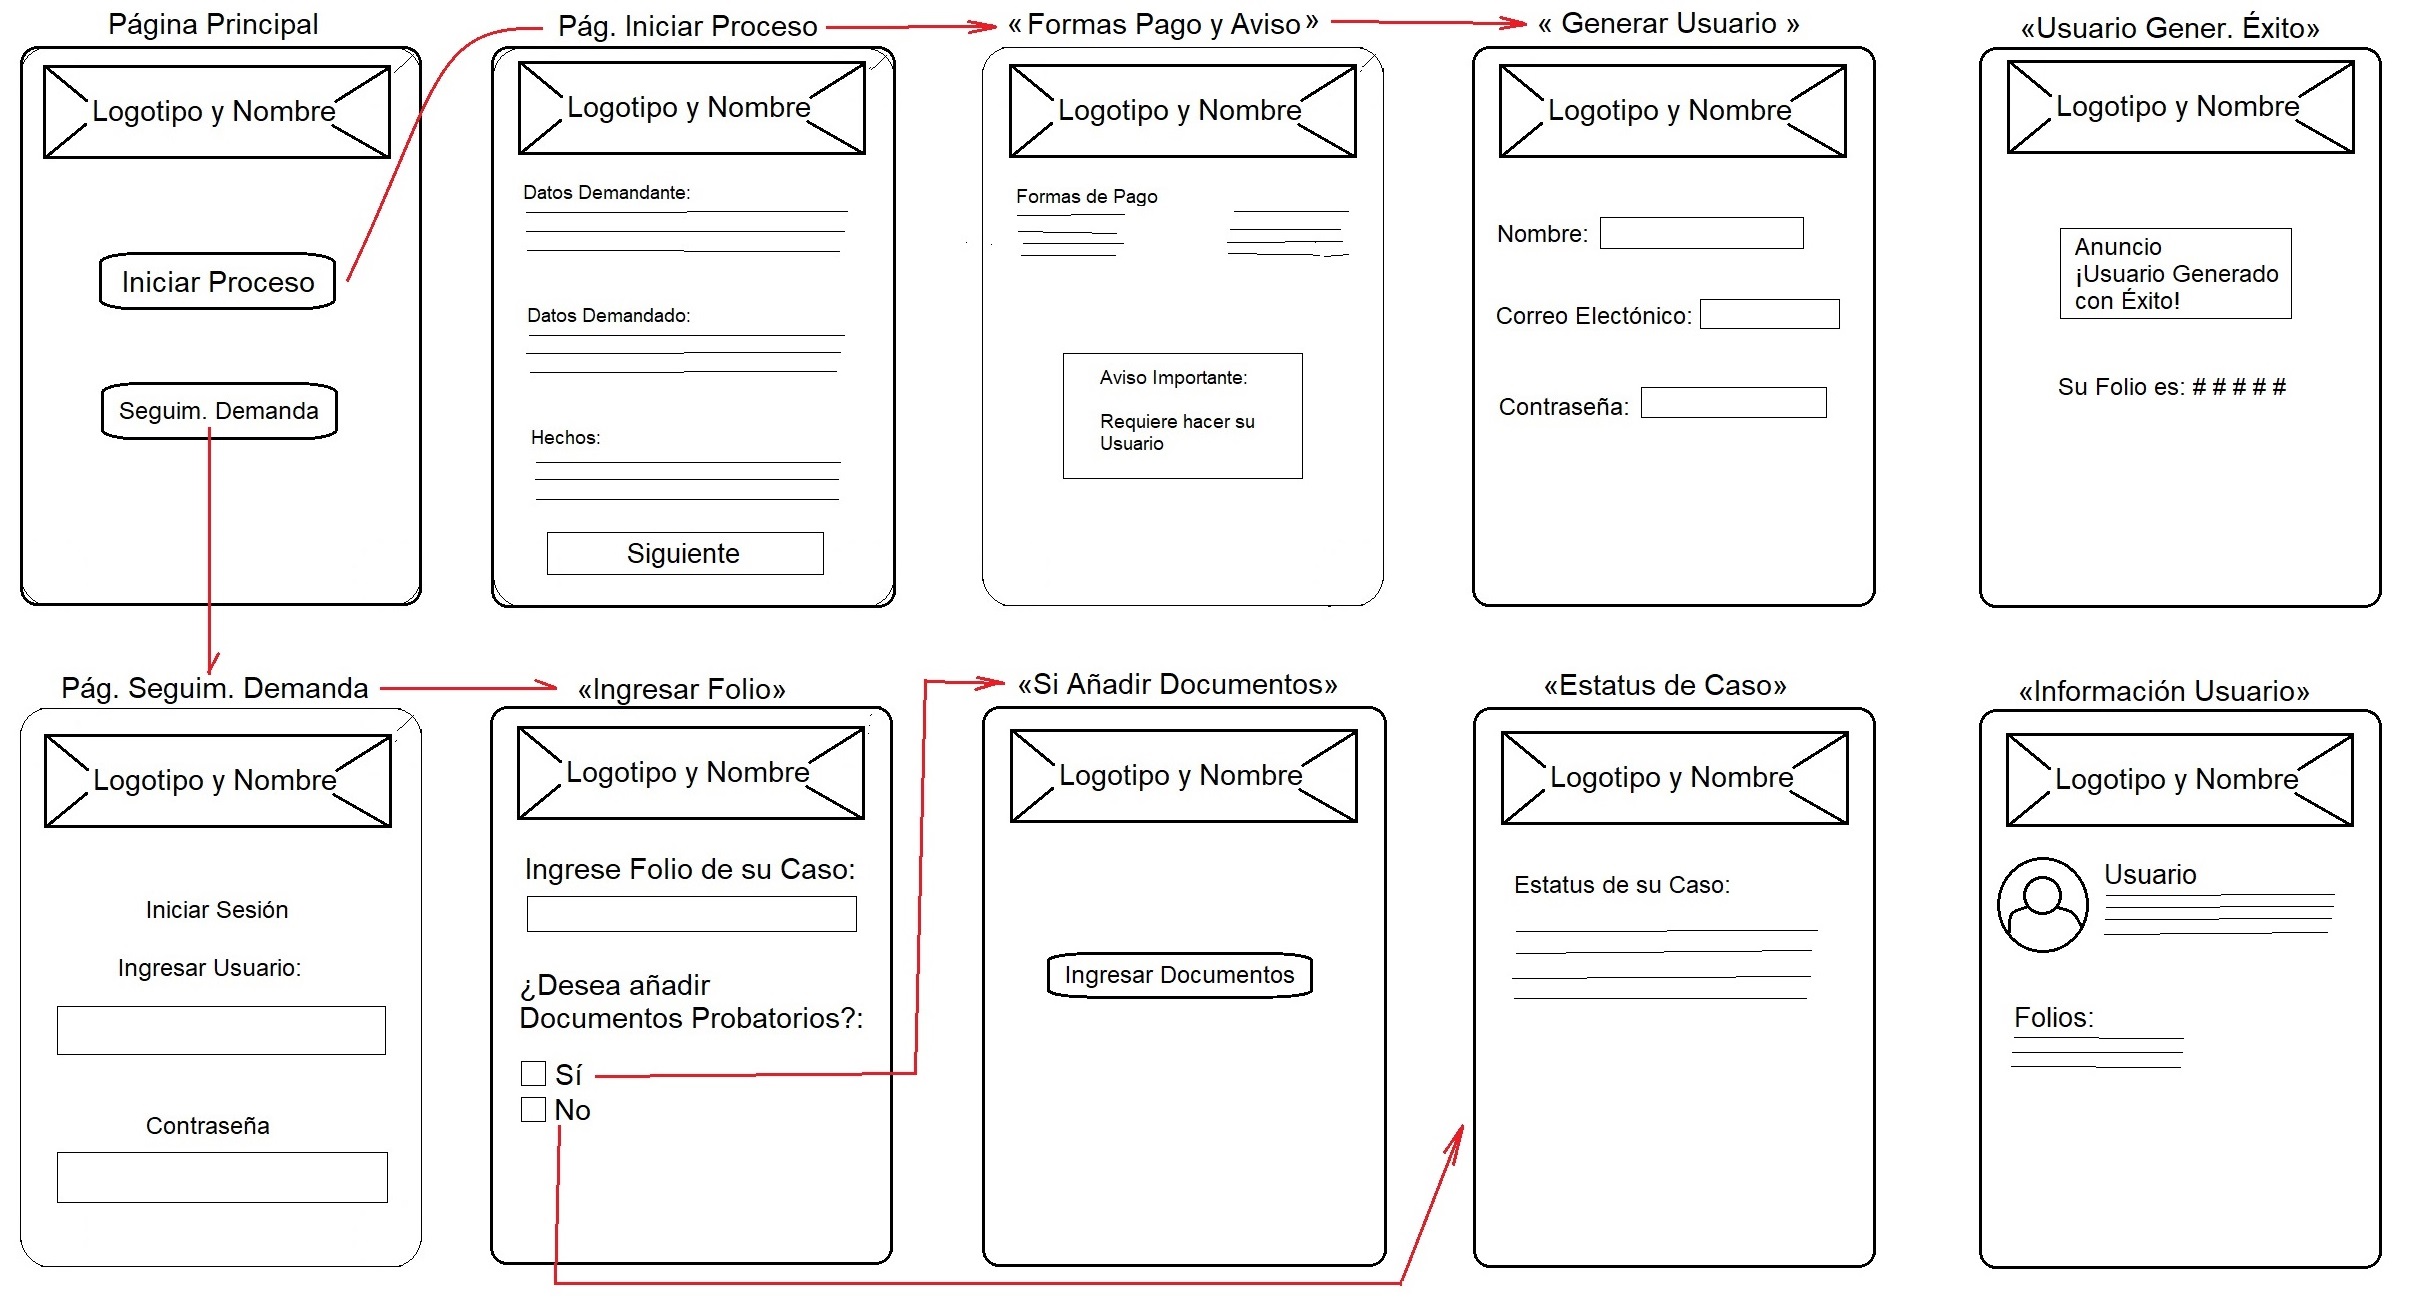 Página Principal
Logotipo y Nombre
Iniciar Proceso
Seguim. Demanda
Pág. Iniciar Proceso
Logotipo y Nombre
Datos Demandante:
Datos Demandado:
Hechos:
Siguiente
«Formas Pago y Aviso»
Logotipo y Nombre
Formas de Pago
Aviso Importante:
Requiere hacer su
Usuario
« Generar Usuario »
Logotipo y Nombre
Nombre:
Correo Electónico:
Contraseña:
«Usuario Gener. Éxito»
Logotipo y Nombre
Anuncio
¡Usuario Generado
con Éxito!
Su Folio es: # # # # #
Pág. Seguim. Demanda
Logotipo y Nombre
Iniciar Sesión
Ingresar Usuario:
Contraseña
«Ingresar Folio»
Logotipo y Nombre
Ingrese Folio de su Caso:
¿Desea añadir
Documentos Probatorios?:
Sí
No
«Si Añadir Documentos»
Logotipo y Nombre
Ingresar Documentos
«Estatus de Caso»
Logotipo y Nombre
Estatus de su Caso:
«Información Usuario»
Logotipo y Nombre
Usuario
Folios: